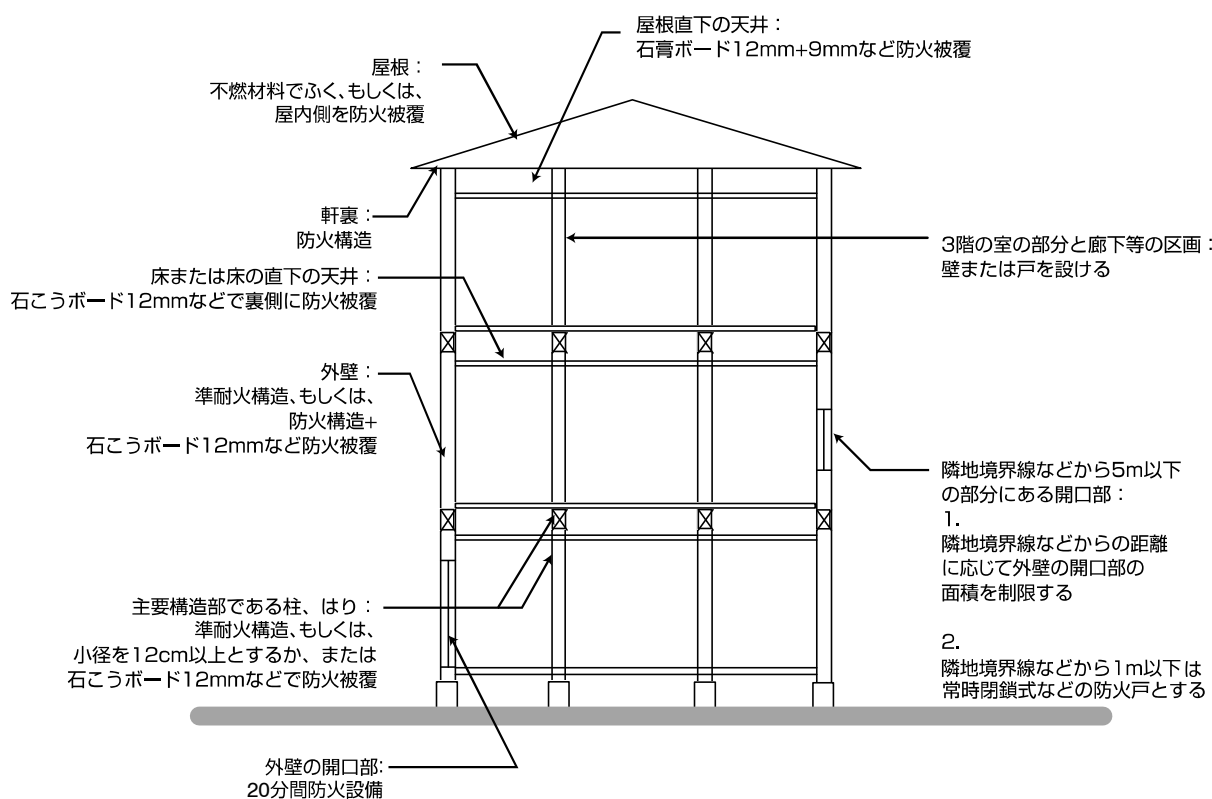 屋根直下の天井：
石膏ボード12mm+9mmなど防火被覆
屋根：
不燃材料でふく、もしくは、
屋内側を防火被覆
軒裏：
防火構造
3階の室の部分と廊下等の区画：
壁または戸を設ける
床または床の直下の天井：
石こうボード12mmなどで裏側に防火被覆
外壁：
準耐火構造、もしくは、
防火構造+
石こうボード12mmなど防火被覆
隣地境界線などから5m以下
の部分にある開口部：
1.
隣地境界線などからの距離
に応じて外壁の開口部の
面積を制限する
2.
隣地境界線などから1m以下は
常時閉鎖式などの防火戸とする
主要構造部である柱、はり：
準耐火構造、もしくは、
小径を12cm以上とするか、または
石こうボード12mmなどで防火被覆
外壁の開口部:
20分間防火設備